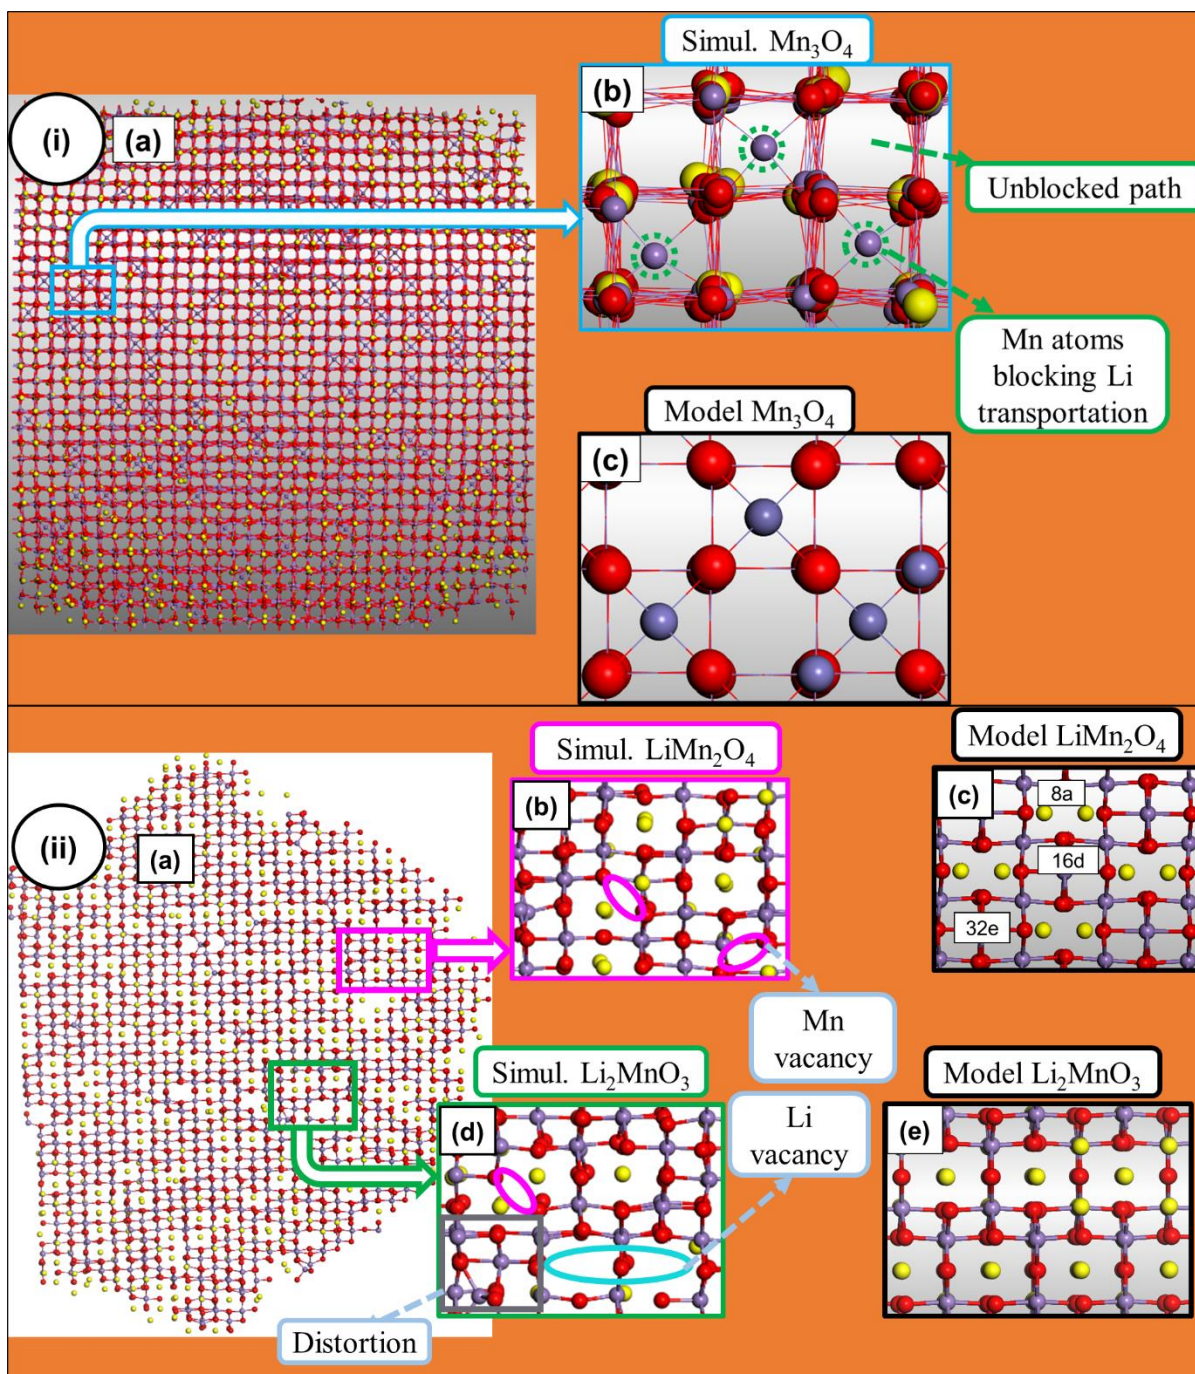 Simul. Mn₃O₄
(i)
(a)
(b)
Unblocked path
Mn atoms
blocking Li
transportation
Model Mn₃O₄
(c)
Simul. LiMn₂O₄
Model LiMn₂O₄
(ii)
(a)
(b)
(c)
8a
16d
32e
Mn
vacancy
Simul. Li₂MnO₃
Model Li₂MnO₃
Li
vacancy
(d)
(e)
Distortion